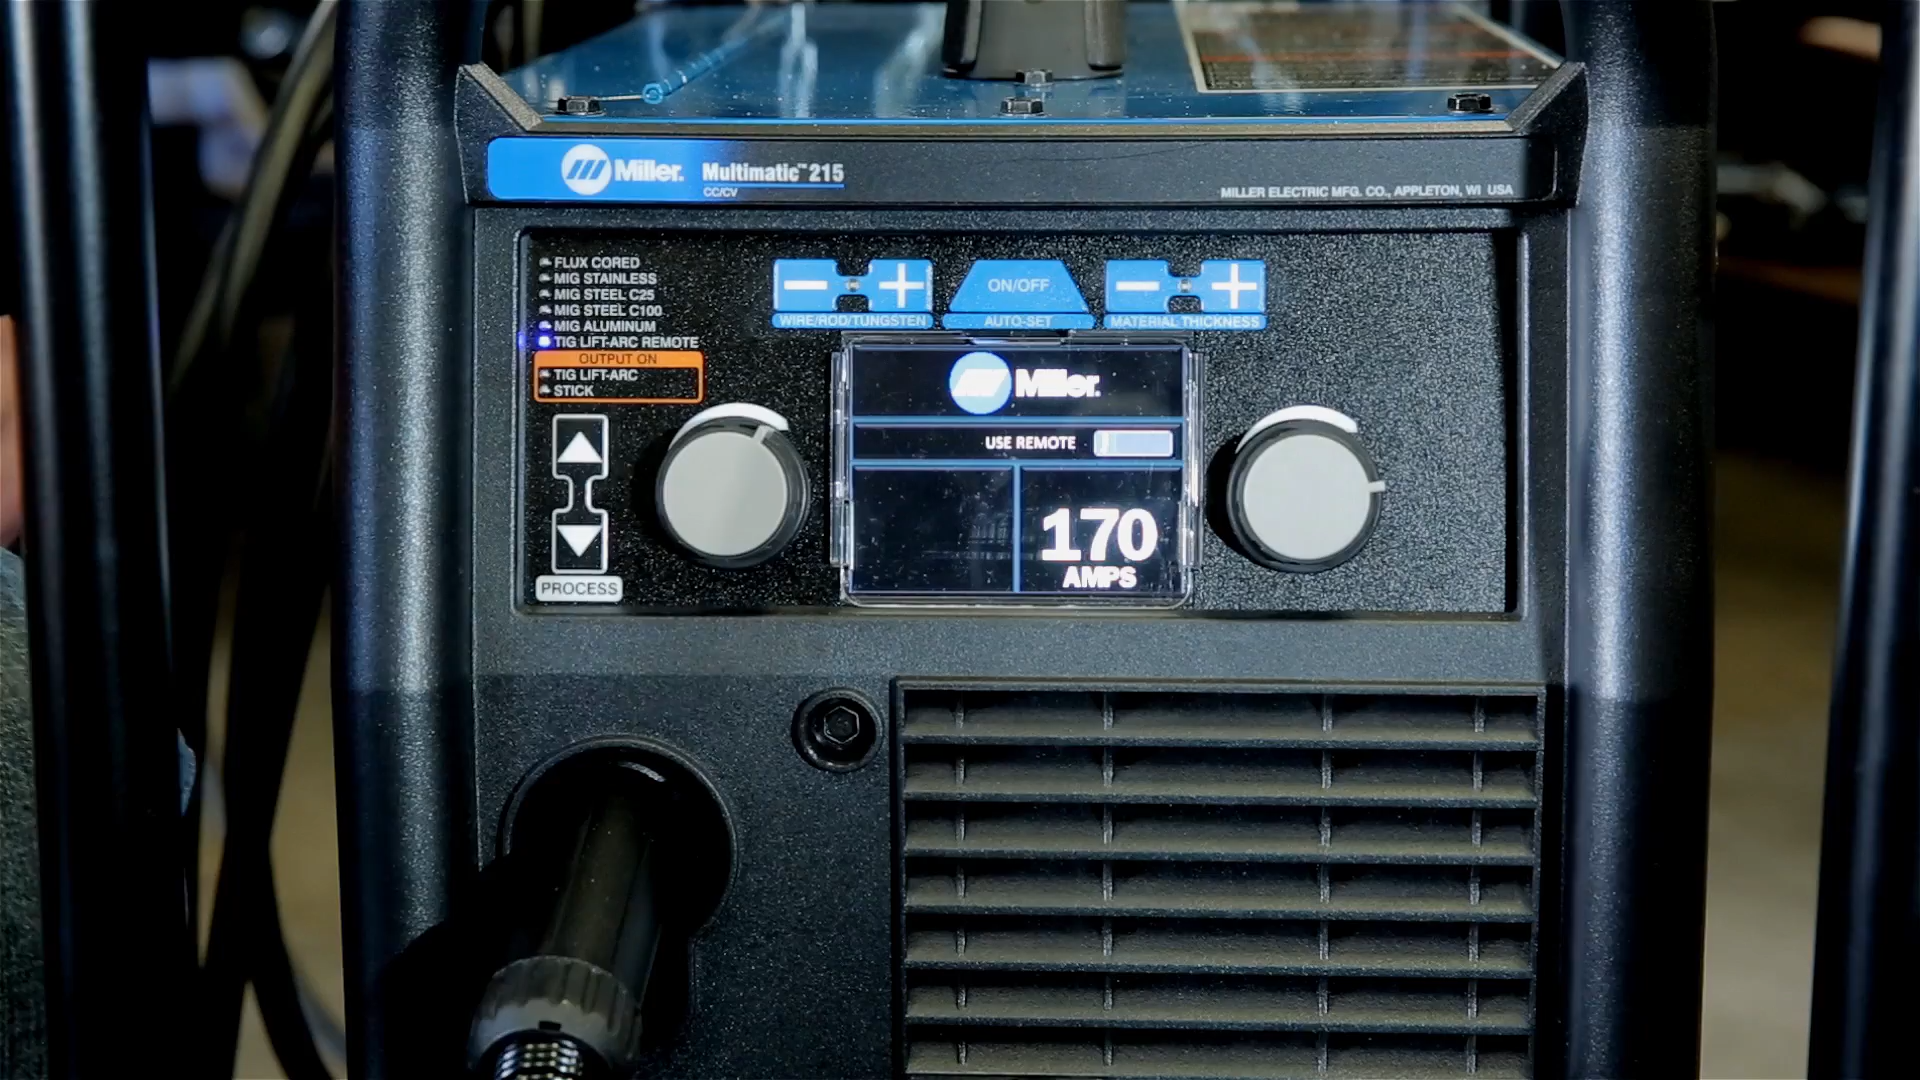 Miller. Multimatic™ 215
CC/CV
MILLER ELECTRIC MFG. CO., APPLETON, WI USA
FLUX CORED
MIG STAINLESS
MIG STEEL C25
MIG STEEL C100
MIG ALUMINUM
TIG LIFT-ARC REMOTE
OUTPUT ON
TIG LIFT-ARC
STICK
PROCESS
WIRE/ROD/TUNGSTEN
ON/OFF
AUTO-SET
MATERIAL THICKNESS
Miller.
USE REMOTE
170
AMPS